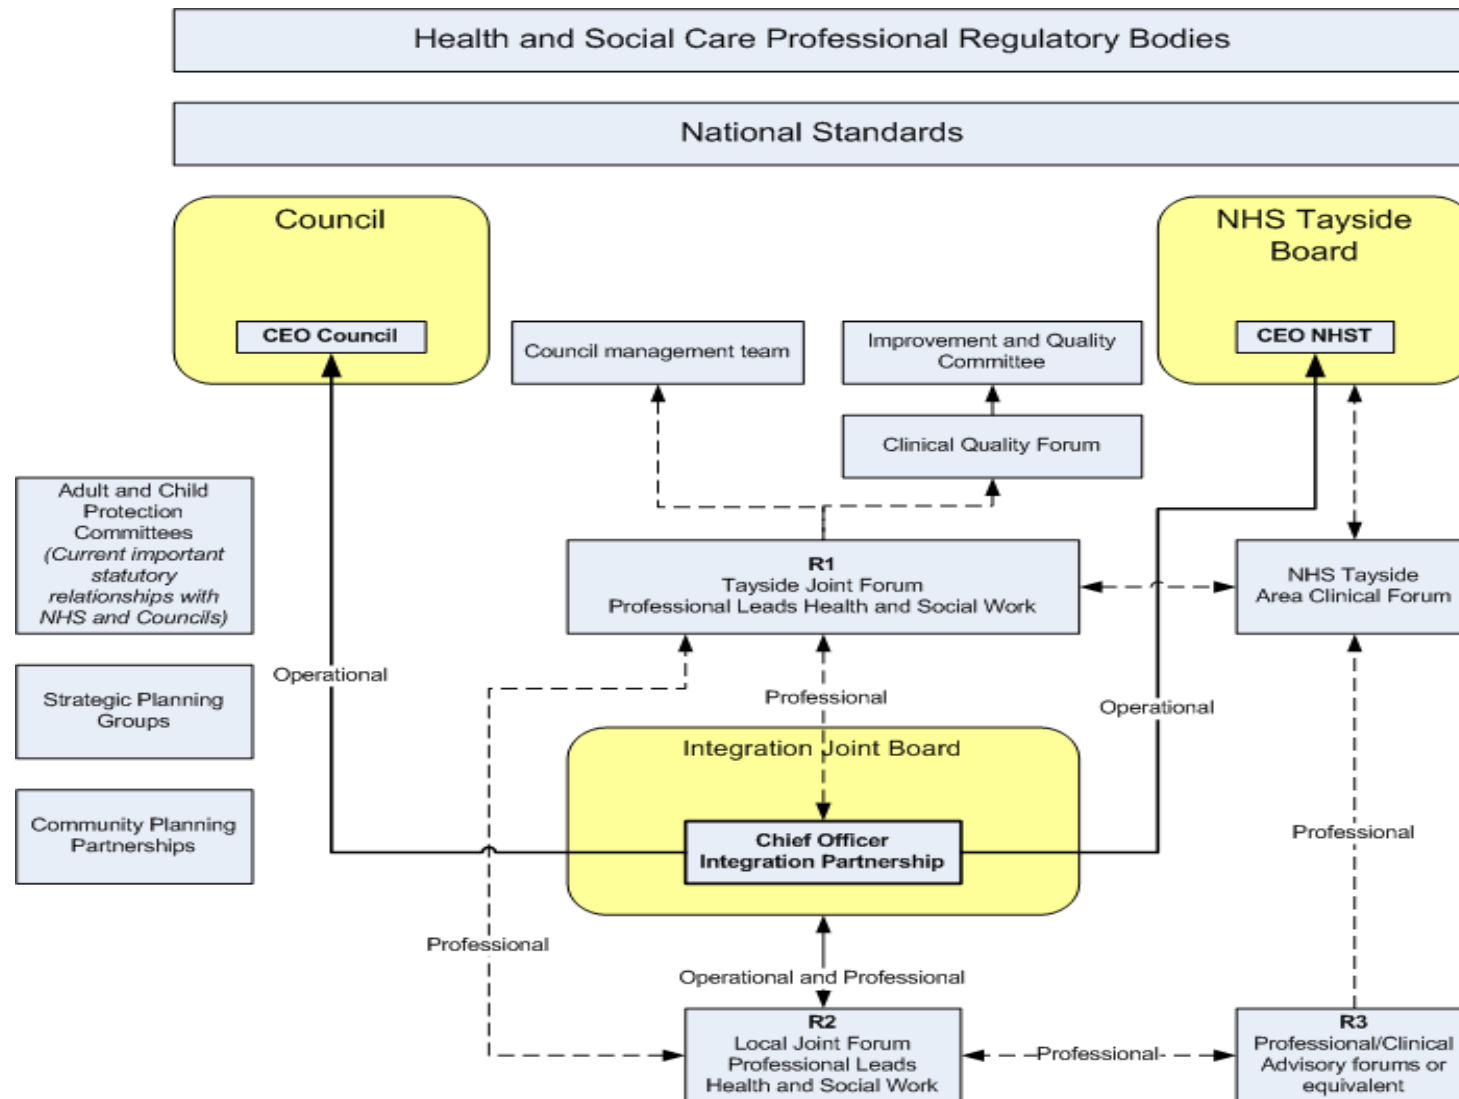 Health and Social Care Professional Regulatory Bodies
National Standards
Council
CEO Council
NHS Tayside
Board
CEO NHST
Council management team
Improvement and Quality
Committee
Clinical Quality Forum
Adult and Child
Protection
Committees
(Current important
statutory
relationships with
NHS and Councils)
R1
Tayside Joint Forum
Professional Leads Health and Social Work
NHS Tayside
Area Clinical Forum
Operational
Strategic Planning
Groups
Professional
Operational
Integration Joint Board
Community Planning
Partnerships
Chief Officer
Integration Partnership
Professional
Professional
Operational and Professional
R2
Local Joint Forum
Professional Leads
Health and Social Work
Professional
R3
Professional/Clinical
Advisory forums or
equivalent